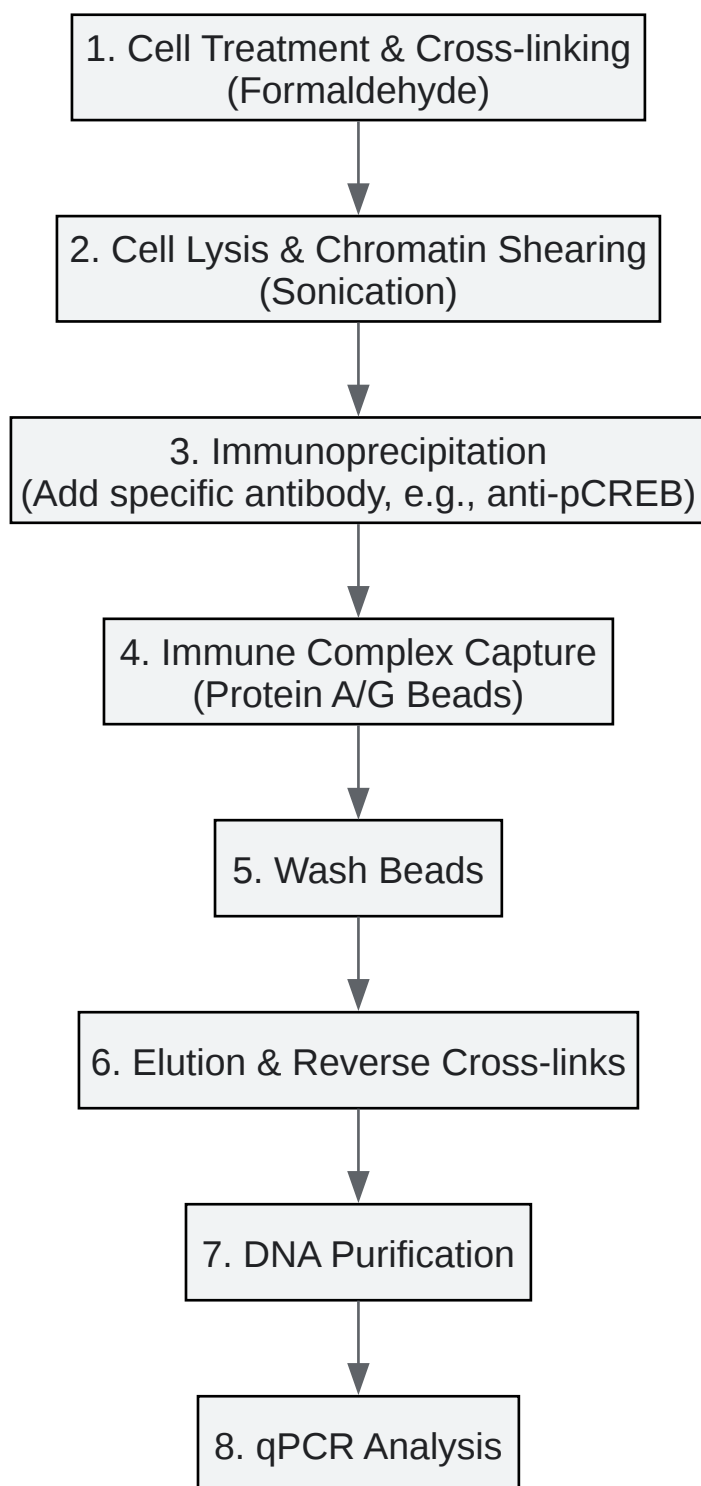 1. Cell Treatment & Cross-linking
(Formaldehyde)
2. Cell Lysis & Chromatin Shearing
(Sonication)
3. Immunoprecipitation
(Add specific antibody, e.g., anti-pCREB)
4. Immune Complex Capture
(Protein A/G Beads)
5. Wash Beads
6. Elution & Reverse Cross-links
7. DNA Purification
8. qPCR Analysis